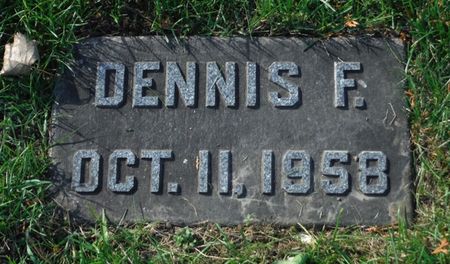 DENNIS F.
OCT. 11, 1958